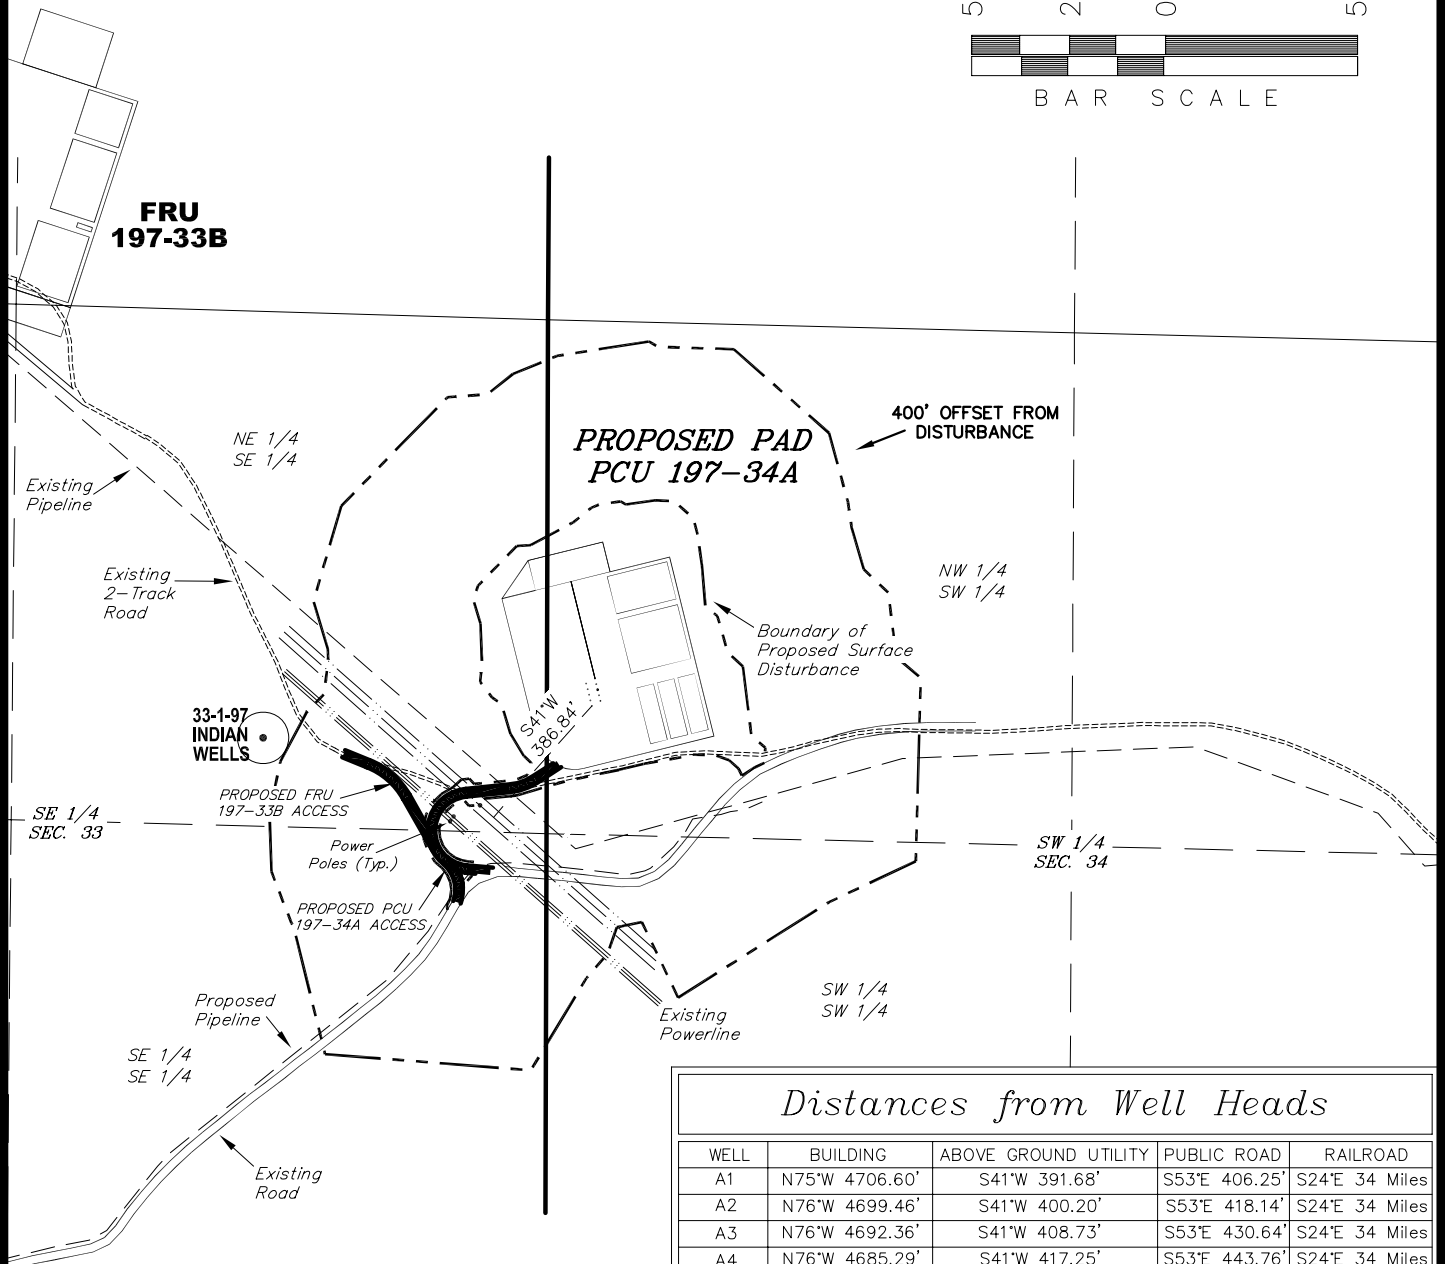 5 2 0 5
BAR SCALE
FRU
197-33B
400' OFFSET FROM
DISTURBANCE
NE 1/4
SE 1/4
PROPOSED PAD
PCU 197-34A
Existing
Pipeline
Existing
2-Track
Road
NW 1/4
SW 1/4
Boundary of
Proposed Surface
Disturbance
S41°W
386.84'
33-1-97
INDIAN
WELLS
PROPOSED FRU
197-33B ACCESS
SE 1/4
SEC. 33
Power
Poles (Typ.)
SW 1/4
SEC. 34
PROPOSED PCU
197-34A ACCESS
Proposed
Pipeline
SW 1/4
SW 1/4
Existing
Powerline
SE 1/4
SE 1/4
Existing
Road
Distances from Well Heads
WELL BUILDING ABOVE GROUND UTILITY PUBLIC ROAD RAILROAD
A1 N75°W 4706.60' S41°W 391.68' S53°E 406.25' S24°E 34 Miles
A2 N76°W 4699.46' S41°W 400.20' S53°E 418.14' S24°E 34 Miles
A3 N76°W 4692.36' S41°W 408.73' S53°E 430.64' S24°E 34 Miles
A4 N76°W 4685.29' S41°W 417.25' S53°E 443.76' S24°E 34 Miles